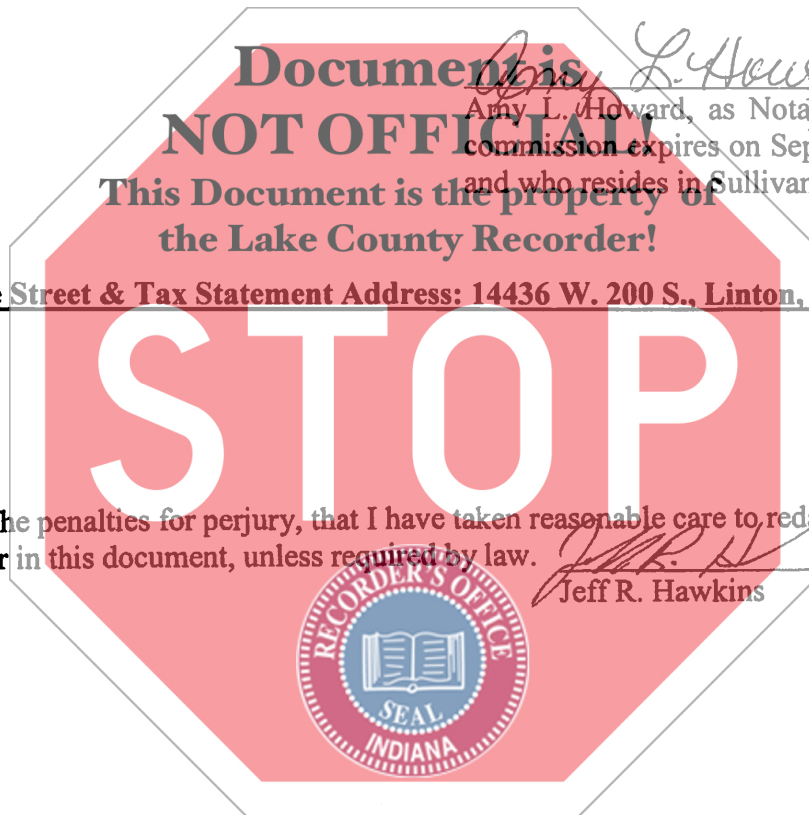 Document is
NOT OFFICIAL!
This Document is the property of
the Lake County Recorder!
Amy L. How
Amy L. Howard, as Nota
commission expires on Sep
and who resides in Sullivan
e Street & Tax Statement Address: 14436 W. 200 S., Linton,
STOP
he penalties for perjury, that I have taken reasonable care to reda
r in this document, unless required by law.
Jeff R. Hawkins
RECORDER'S OFFICE
SEAL
INDIANA